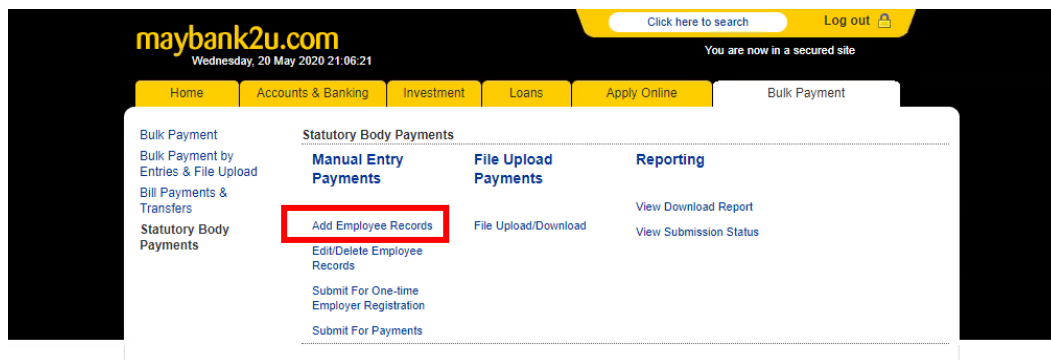 maybank2u.com
Wednesday, 20 May 2020 21:06:21
Click here to search
Log out
You are now in a secured site
Home
Accounts & Banking
Investment
Loans
Apply Online
Bulk Payment
Bulk Payment
Bulk Payment by
Entries & File Upload
Bill Payments &
Transfers
Statutory Body
Payments
Statutory Body Payments
Manual Entry
Payments
Add Employee Records
Edit/Delete Employee
Records
Submit For One-time
Employer Registration
Submit For Payments
File Upload
Payments
File Upload/Download
Reporting
View Download Report
View Submission Status